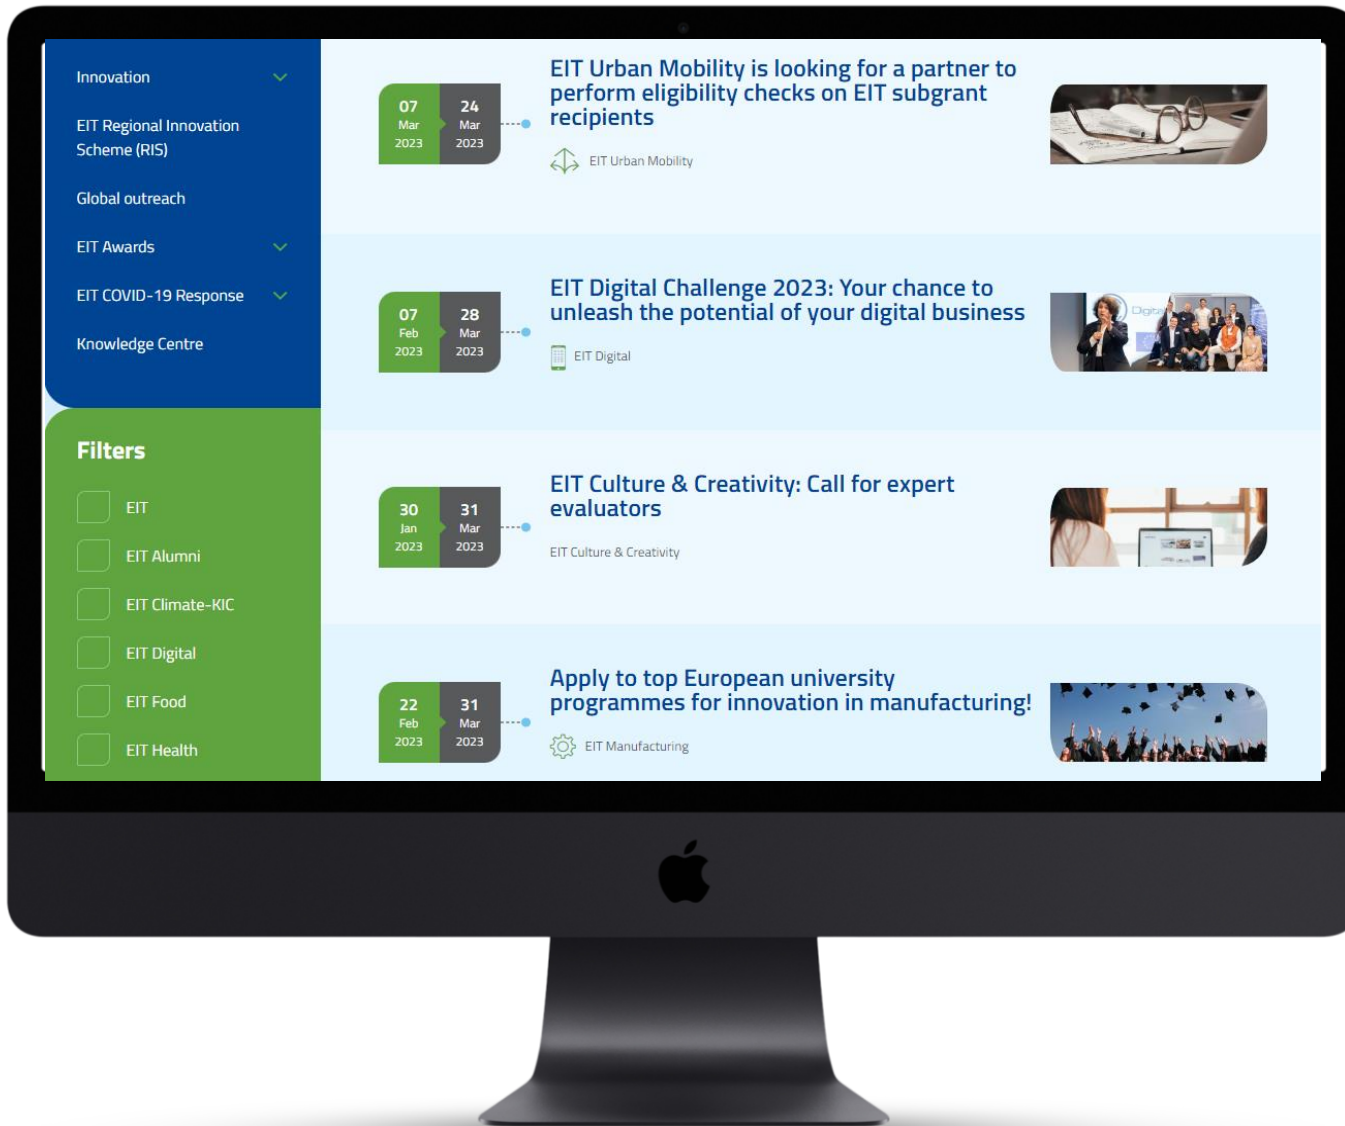 Innovation
EIT Regional Innovation
Scheme (RIS)
Global outreach
EIT Awards
EIT COVID-19 Response
Knowledge Centre
Filters
EIT
EIT Alumni
EIT Climate-KIC
EIT Digital
EIT Food
EIT Health
07 24
Mar Mar
2023 2023
EIT Urban Mobility is looking for a partner to
perform eligibility checks on EIT subgrant
recipients
EIT Urban Mobility
07 28
Feb Mar
2023 2023
EIT Digital Challenge 2023: Your chance to
unleash the potential of your digital business
EIT Digital
Digital
30 31
Jan Mar
2023 2023
EIT Culture & Creativity: Call for expert
evaluators
EIT Culture & Creativity
22 31
Feb Mar
2023 2023
Apply to top European university
programmes for innovation in manufacturing!
EIT Manufacturing